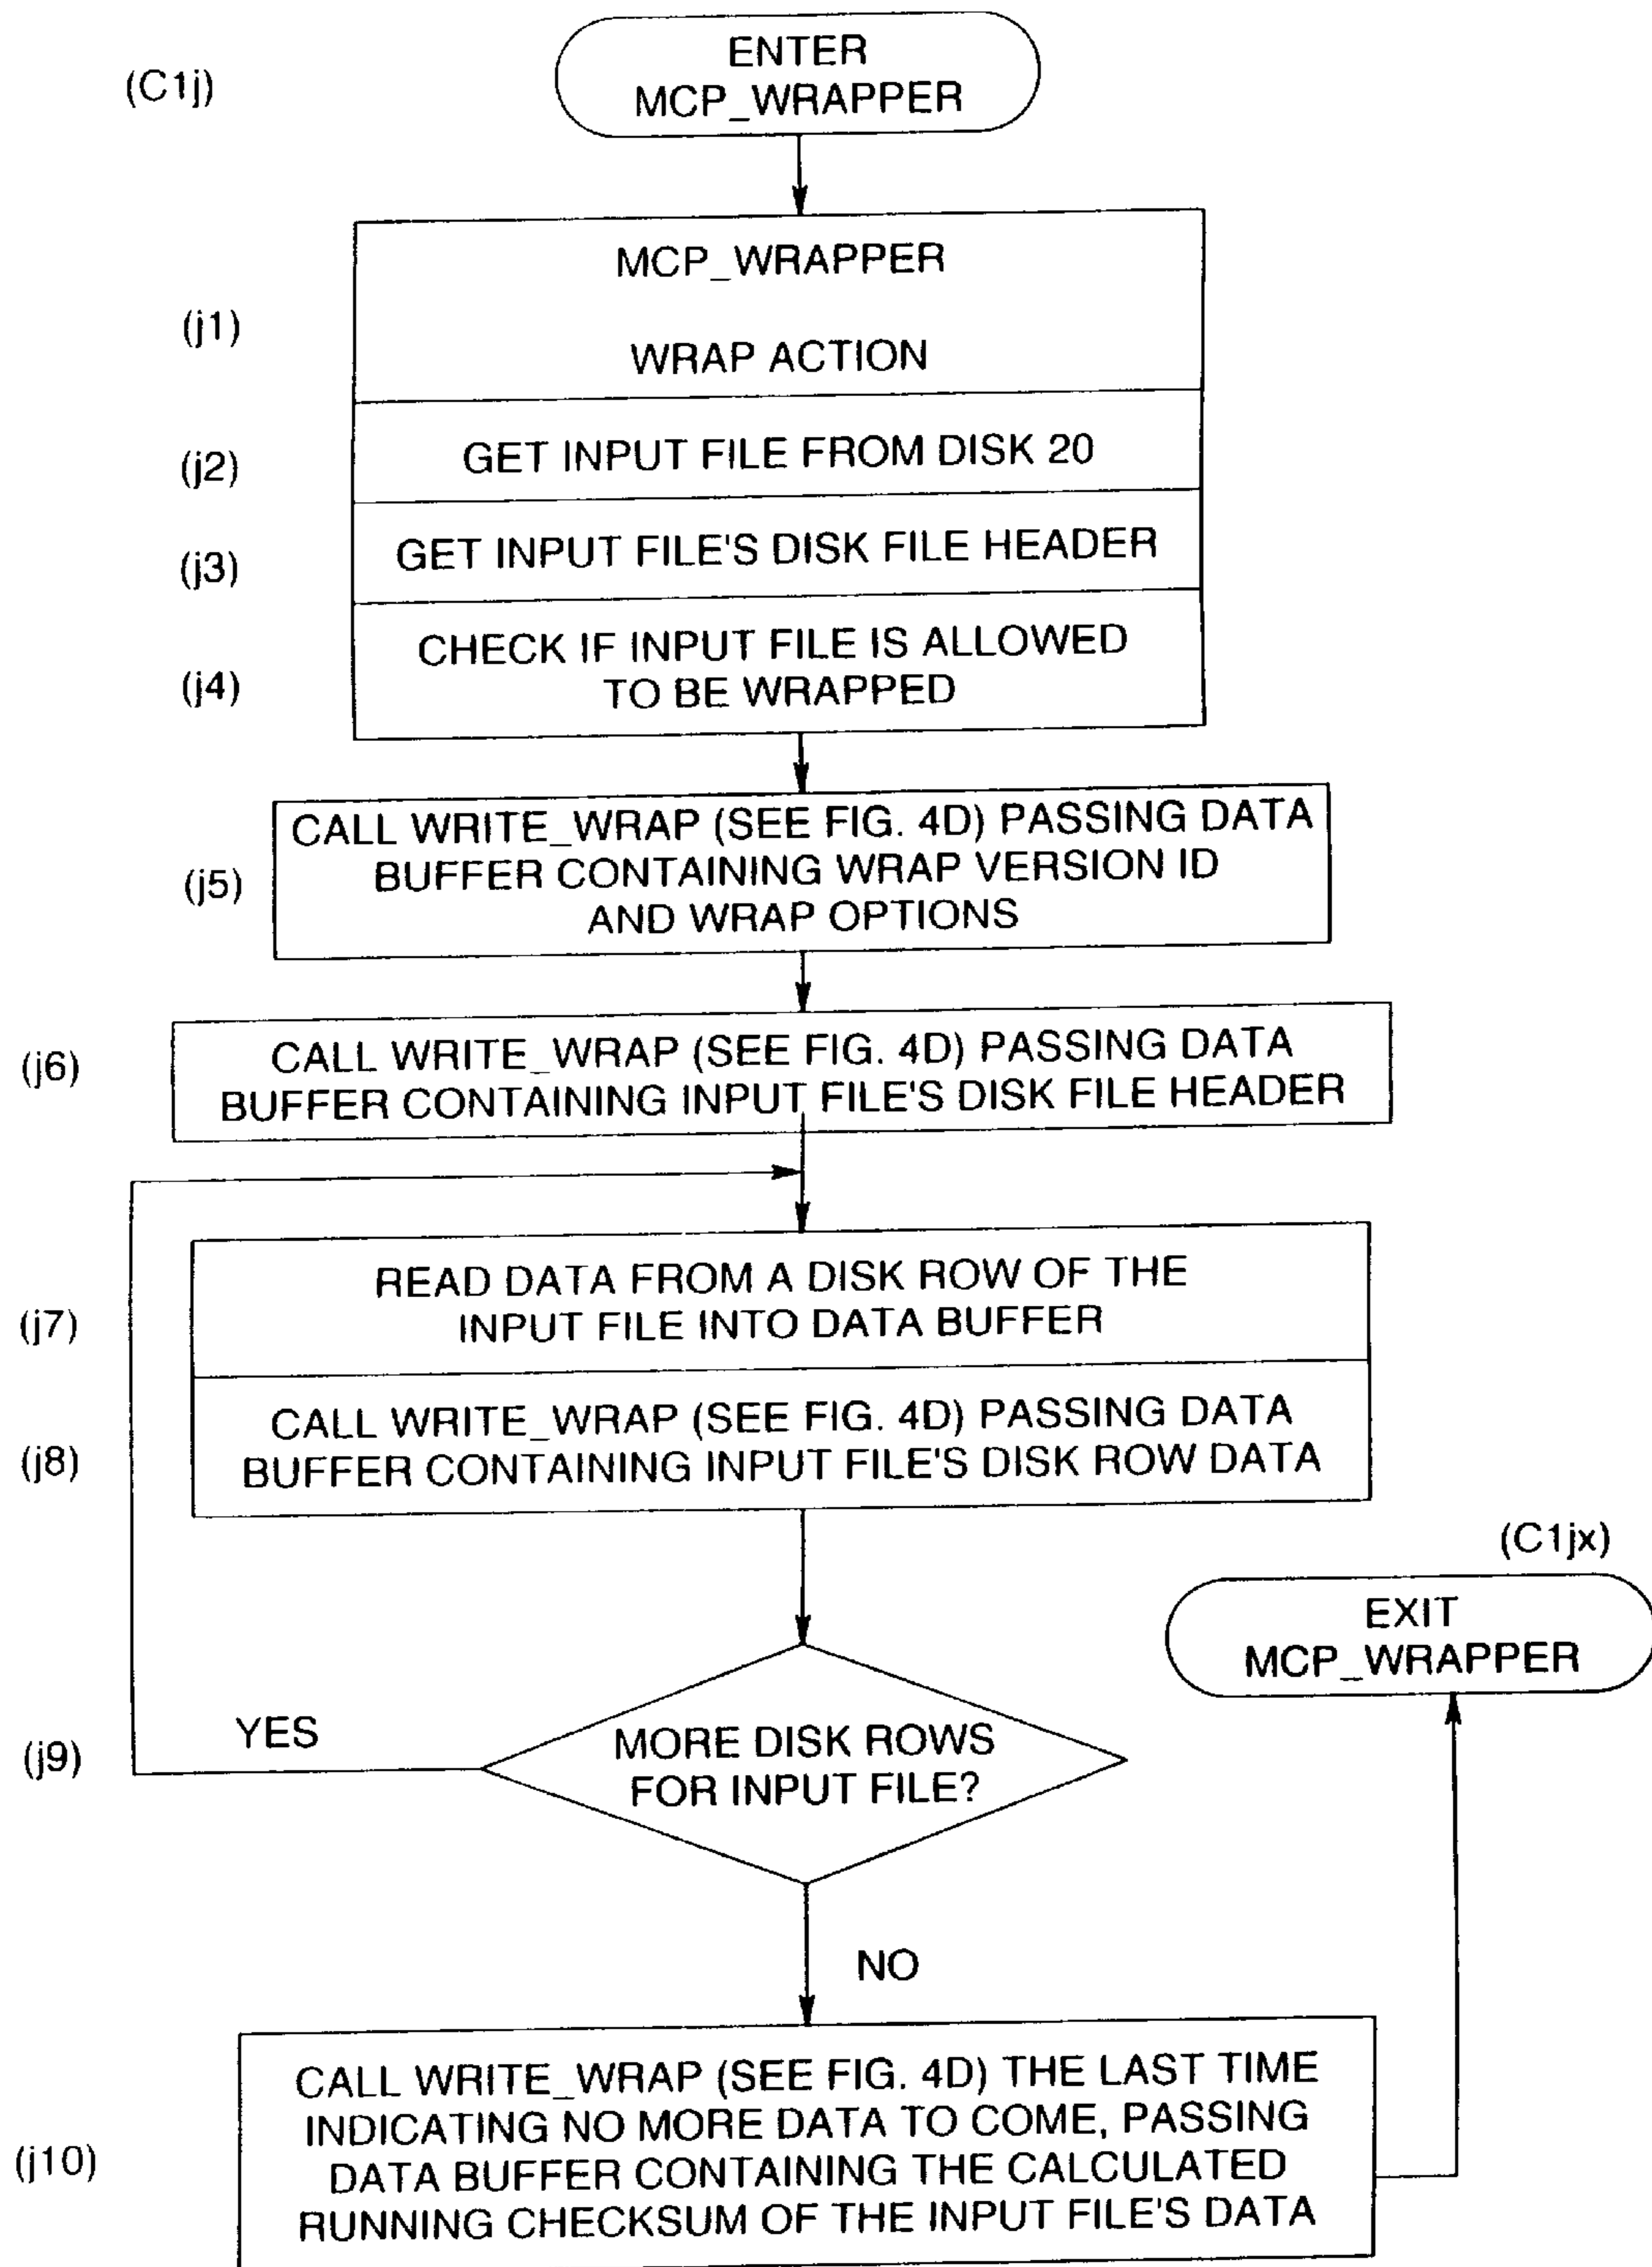 (C1j)
ENTER
MCP_WRAPPER
(j1)
MCP_WRAPPER
WRAP ACTION
(j2)
GET INPUT FILE FROM DISK 20
(j3)
GET INPUT FILE'S DISK FILE HEADER
(j4)
CHECK IF INPUT FILE IS ALLOWED
TO BE WRAPPED
(j5)
CALL WRITE_WRAP (SEE FIG. 4D) PASSING DATA
BUFFER CONTAINING WRAP VERSION ID
AND WRAP OPTIONS
(j6)
CALL WRITE_WRAP (SEE FIG. 4D) PASSING DATA
BUFFER CONTAINING INPUT FILE'S DISK FILE HEADER
(j7)
READ DATA FROM A DISK ROW OF THE
INPUT FILE INTO DATA BUFFER
(j8)
CALL WRITE_WRAP (SEE FIG. 4D) PASSING DATA
BUFFER CONTAINING INPUT FILE'S DISK ROW DATA
(C1jx)
EXIT
MCP_WRAPPER
(j9)
YES
MORE DISK ROWS
FOR INPUT FILE?
NO
(j10)
CALL WRITE_WRAP (SEE FIG. 4D) THE LAST TIME
INDICATING NO MORE DATA TO COME, PASSING
DATA BUFFER CONTAINING THE CALCULATED
RUNNING CHECKSUM OF THE INPUT FILE'S DATA